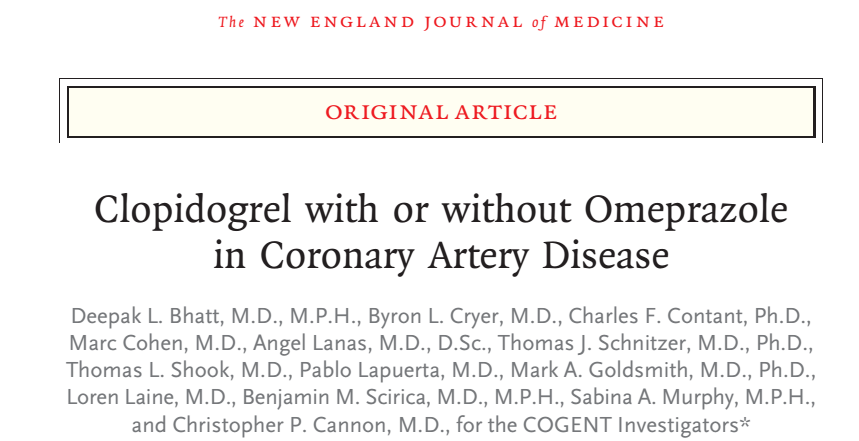 The NEW ENGLAND JOURNAL of MEDICINE
ORIGINAL ARTICLE
Clopidogrel with or without Omeprazole
in Coronary Artery Disease
Deepak L. Bhatt, M.D., M.P.H., Byron L. Cryer, M.D., Charles F. Contant, Ph.D.,
Marc Cohen, M.D., Angel Lanas, M.D., D.Sc., Thomas J. Schnitzer, M.D., Ph.D.,
Thomas L. Shook, M.D., Pablo Lapuerta, M.D., Mark A. Goldsmith, M.D., Ph.D.,
Loren Laine, M.D., Benjamin M. Scirica, M.D., M.P.H., Sabina A. Murphy, M.P.H.,
and Christopher P. Cannon, M.D., for the COGENT Investigators*